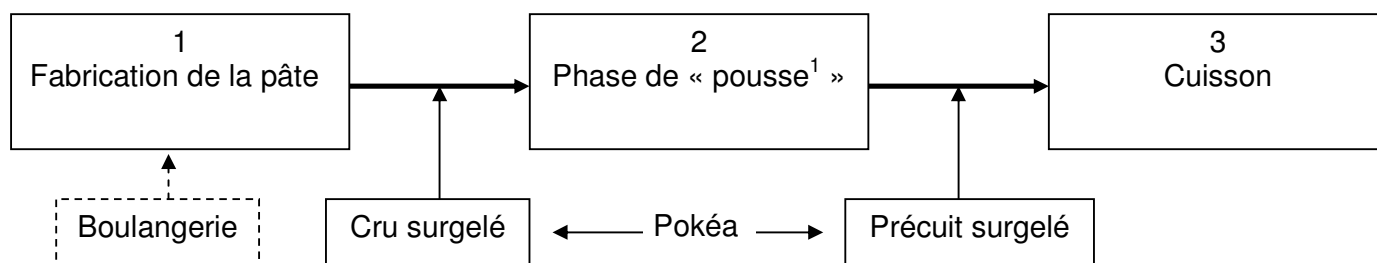 1
Fabrication de la pâte
2
Phase de « pousse¹ »
3
Cuisson
Boulangerie
Cru surgelé
Pokéa
Précuit surgelé